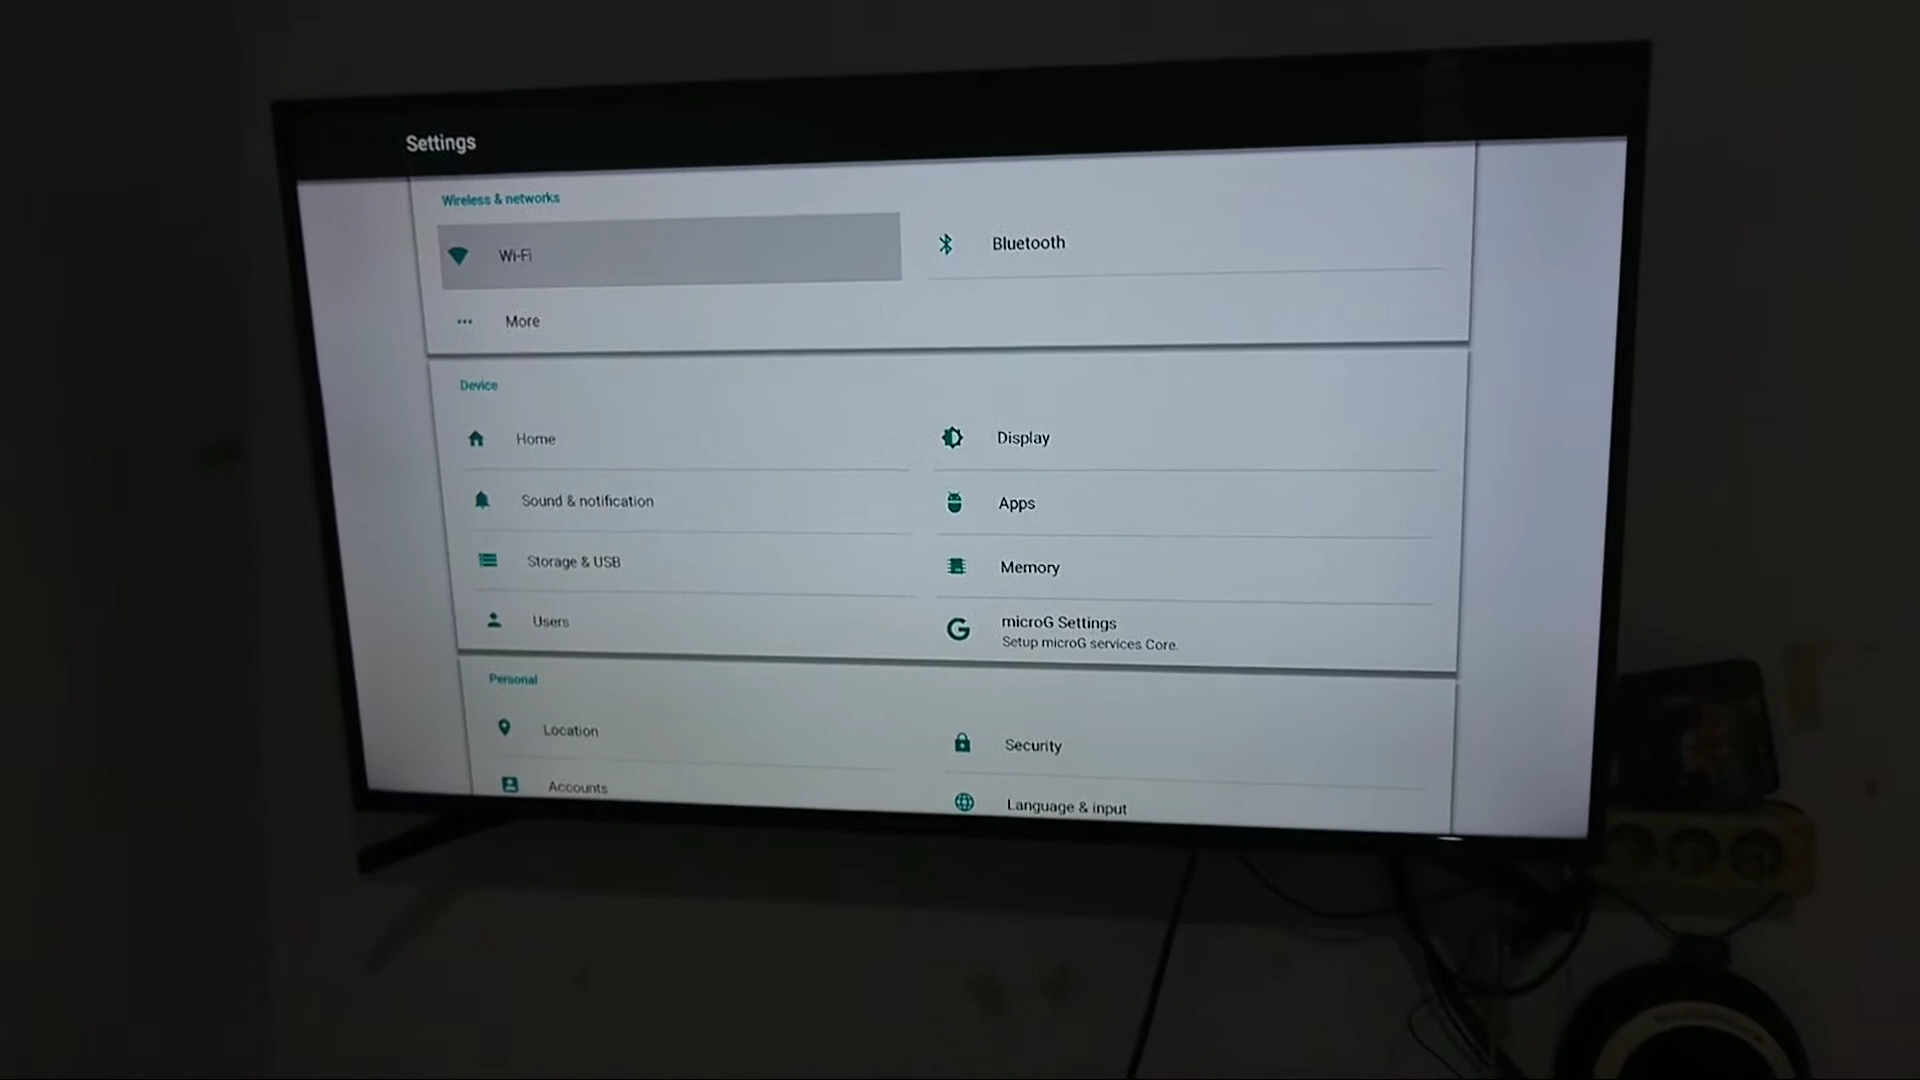 Settings
Wireless & networks
Wi-Fi
Bluetooth
More
Device
Home
Display
Sound & notification
Apps
Storage & USB
Memory
Users
microG Settings
Setup microG services Core.
Personal
Location
Security
Accounts
Language & input